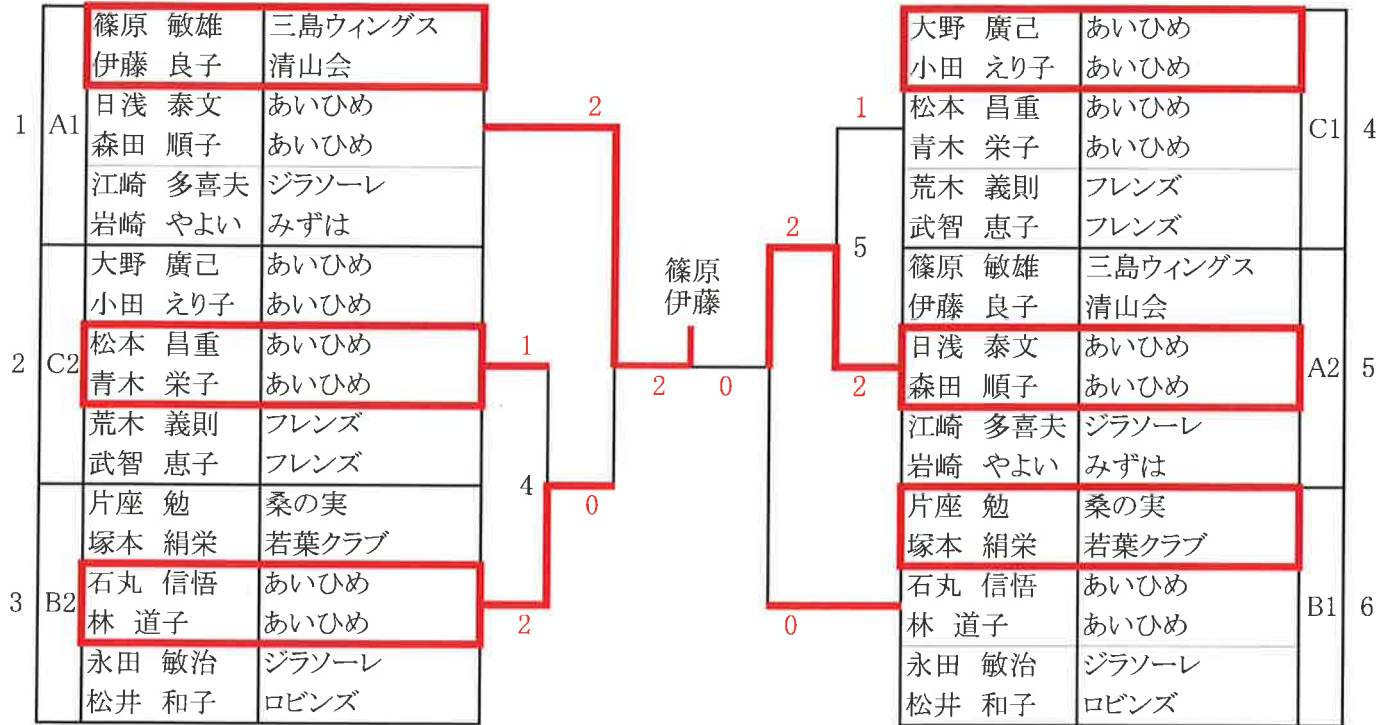 篠原 敏雄 三島ウィングス
伊藤 良子 清山会
1 A1 日浅 泰文 あいひめ
森田 順子 あいひめ
江崎 多喜夫 ジラソーレ
岩崎 やよい みずは
大野 廣己 あいひめ
小田 えり子 あいひめ
2 C2 松本 昌重 あいひめ
青木 栄子 あいひめ
荒木 義則 フレンズ
武智 恵子 フレンズ
片座 勉 桑の実
塚本 絹栄 若葉クラブ
3 B2 石丸 信悟 あいひめ
林 道子 あいひめ
永田 敏治 ジラソーレ
松井 和子 ロビンズ
2
1
4
0
2
篠原
伊藤
2 0
1
2
5
2
0
大野 廣己 あいひめ
小田 えり子 あいひめ
松本 昌重 あいひめ C1 4
青木 栄子 あいひめ
荒木 義則 フレンズ
武智 恵子 フレンズ
篠原 敏雄 三島ウィングス
伊藤 良子 清山会
日浅 泰文 あいひめ A2 5
森田 順子 あいひめ
江崎 多喜夫 ジラソーレ
岩崎 やよい みずは
片座 勉 桑の実
塚本 絹栄 若葉クラブ
石丸 信悟 あいひめ B1 6
林 道子 あいひめ
永田 敏治 ジラソーレ
松井 和子 ロビンズ